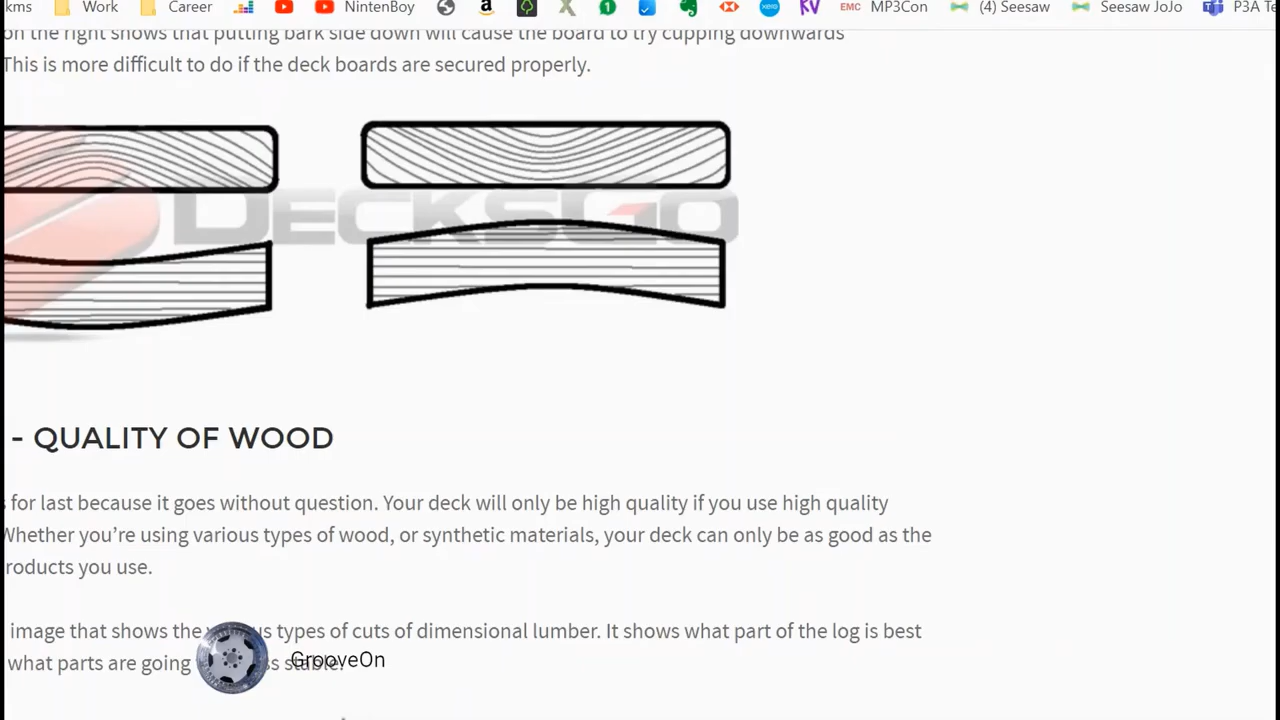 kms Work Career NintenBoy EMC MP3Con (4) Seesaw Seesaw JoJo P3A Te
on the right shows that putting bark side down will cause the board to try cupping downwards
This is more difficult to do if the deck boards are secured properly.
DECKSGO
- QUALITY OF WOOD
for last because it goes without question. Your deck will only be high quality if you use high quality
Whether you're using various types of wood, or synthetic materials, your deck can only be as good as the
roducts you use.
image that shows the us types of cuts of dimensional lumber. It shows what part of the log is best
what parts are going ss stable.
GrooveOn